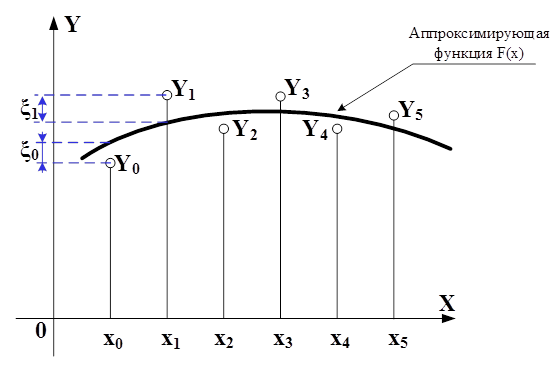 Y
Аппроксимирующая
функция F(x)
Y₁
Y₃
ξ₁
Y₅
Y₂
Y₄
ξ₀
Y₀
X
0
x₀ x₁ x₂ x₃ x₄ x₅